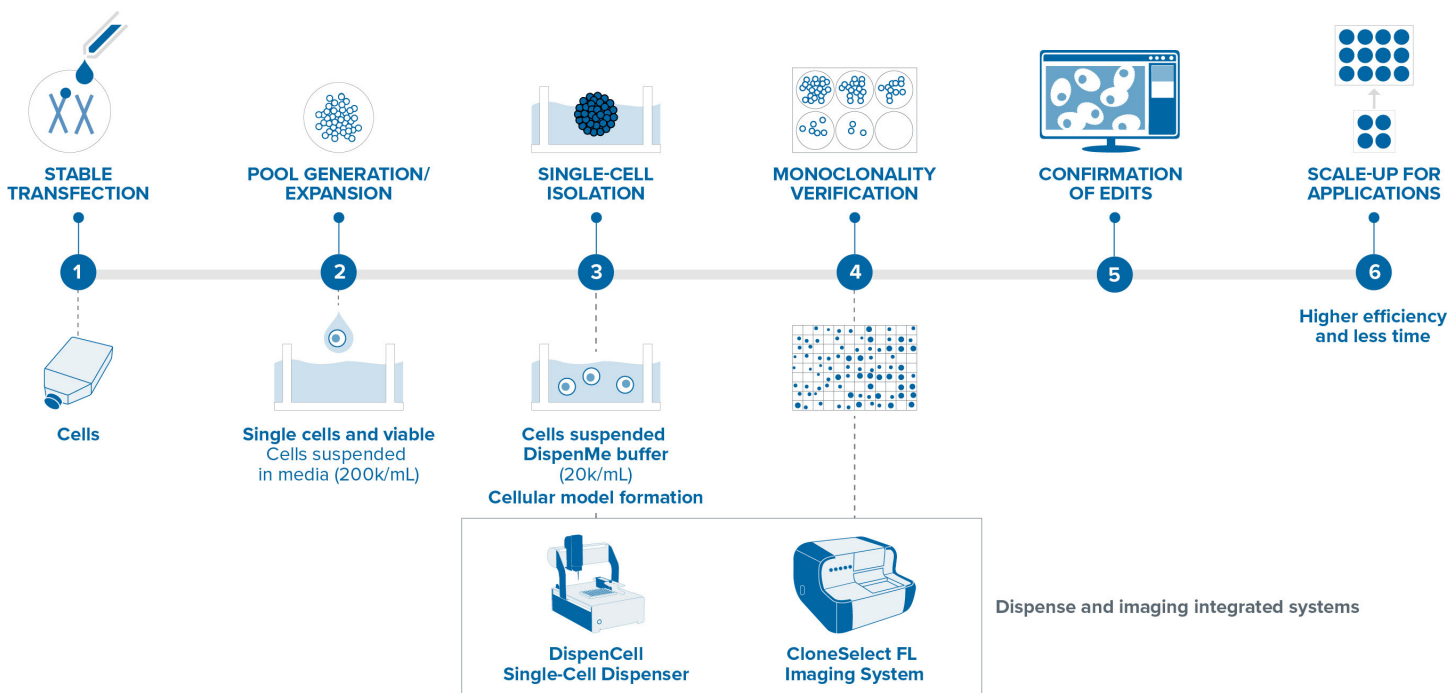 STABLE
TRANSFECTION
POOL GENERATION/
EXPANSION
SINGLE-CELL
ISOLATION
MONOCLONALITY
VERIFICATION
CONFIRMATION
OF EDITS
SCALE-UP FOR
APPLICATIONS
1
2
3
4
5
6
Higher efficiency
and less time
Cells
Single cells and viable
Cells suspended
in media (200k/mL)
Cells suspended
DispenMe buffer
(20k/mL)
Cellular model formation
DispenCell
Single-Cell Dispenser
CloneSelect FL
Imaging System
Dispense and imaging integrated systems